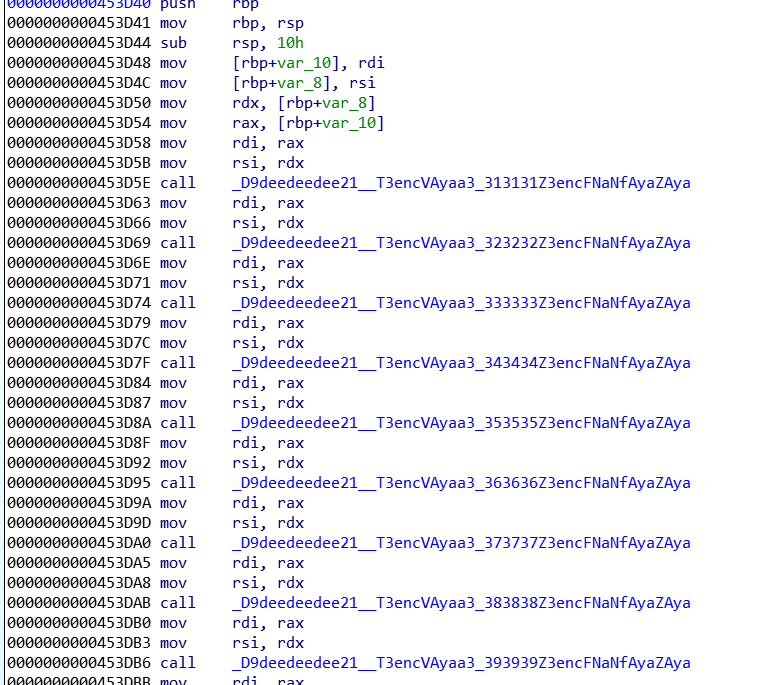 0000000000453D40 push    rbp
0000000000453D41 mov     rbp, rsp
0000000000453D44 sub     rsp, 10h
0000000000453D48 mov     [rbp+var_10], rdi
0000000000453D4C mov     [rbp+var_8], rsi
0000000000453D50 mov     rdx, [rbp+var_8]
0000000000453D54 mov     rax, [rbp+var_10]
0000000000453D58 mov     rdi, rax
0000000000453D5B mov     rsi, rdx
0000000000453D5E call    _D9deedeedee21__T3encVAyaa3_313131Z3encFNaNfAyaZAya
0000000000453D63 mov     rdi, rax
0000000000453D66 mov     rsi, rdx
0000000000453D69 call    _D9deedeedee21__T3encVAyaa3_323232Z3encFNaNfAyaZAya
0000000000453D6E mov     rdi, rax
0000000000453D71 mov     rsi, rdx
0000000000453D74 call    _D9deedeedee21__T3encVAyaa3_333333Z3encFNaNfAyaZAya
0000000000453D79 mov     rdi, rax
0000000000453D7C mov     rsi, rdx
0000000000453D7F call    _D9deedeedee21__T3encVAyaa3_343434Z3encFNaNfAyaZAya
0000000000453D84 mov     rdi, rax
0000000000453D87 mov     rsi, rdx
0000000000453D8A call    _D9deedeedee21__T3encVAyaa3_353535Z3encFNaNfAyaZAya
0000000000453D8F mov     rdi, rax
0000000000453D92 mov     rsi, rdx
0000000000453D95 call    _D9deedeedee21__T3encVAyaa3_363636Z3encFNaNfAyaZAya
0000000000453D9A mov     rdi, rax
0000000000453D9D mov     rsi, rdx
0000000000453DA0 call    _D9deedeedee21__T3encVAyaa3_373737Z3encFNaNfAyaZAya
0000000000453DA5 mov     rdi, rax
0000000000453DA8 mov     rsi, rdx
0000000000453DAB call    _D9deedeedee21__T3encVAyaa3_383838Z3encFNaNfAyaZAya
0000000000453DB0 mov     rdi, rax
0000000000453DB3 mov     rsi, rdx
0000000000453DB6 call    _D9deedeedee21__T3encVAyaa3_393939Z3encFNaNfAyaZAya
0000000000453DBB mov     rdi, rax